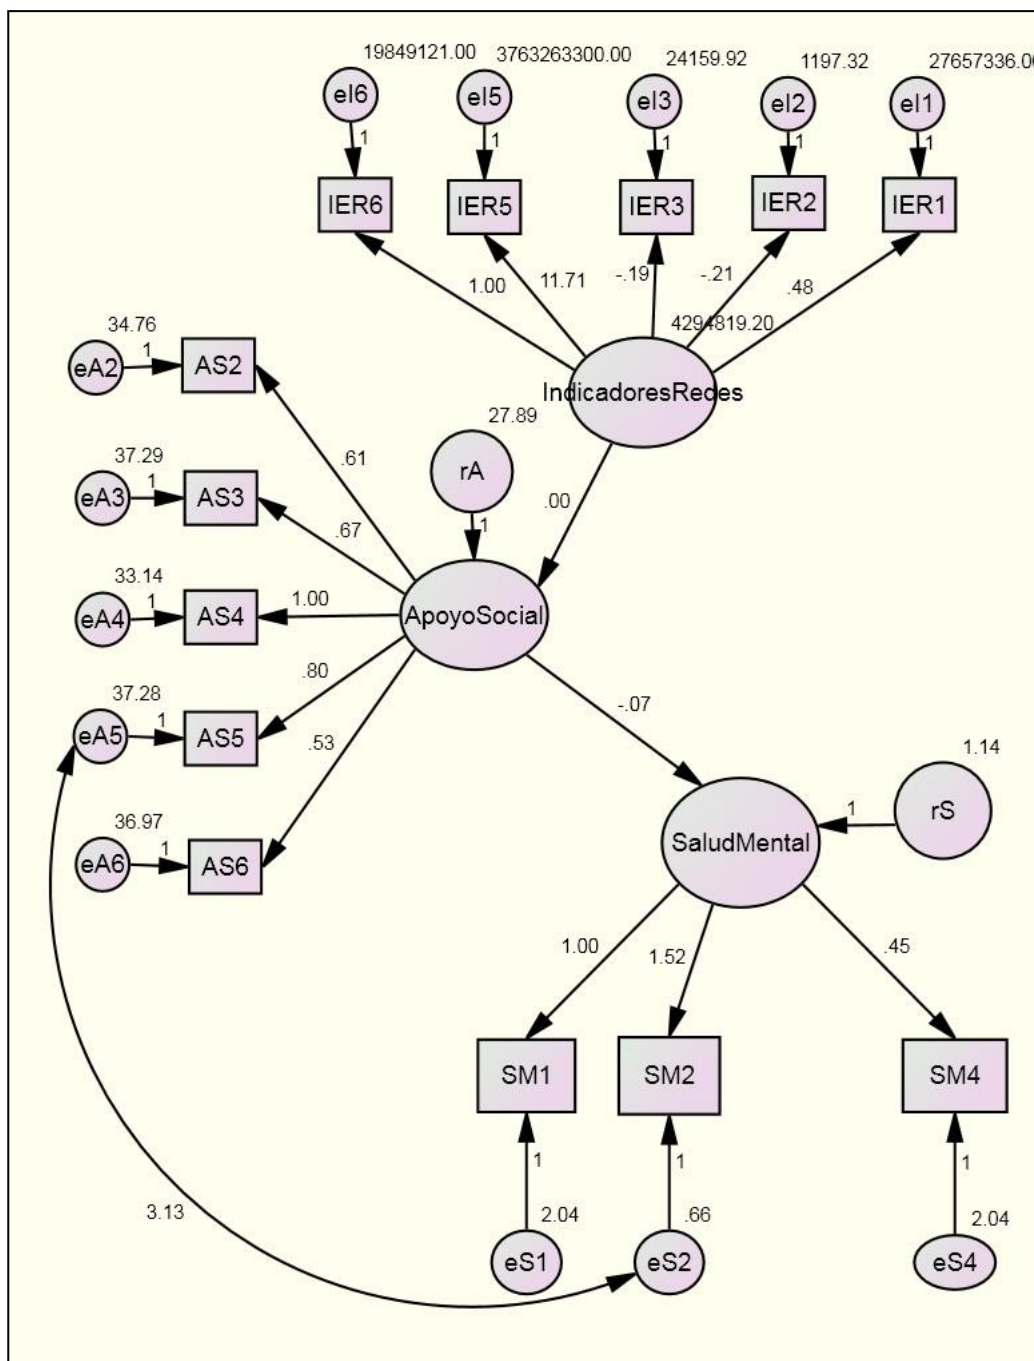 19849121.00
3763263300.00
24159.92
1197.32
27657336.0
eI6
eI5
eI3
eI2
eI1
1
1
1
1
1
IER6
IER5
IER3
IER2
IER1
1.00
11.71
-.19
-.21
.48
4294819.20
34.76
eA2
1
AS2
IndicadoresRedes
27.89
rA
1
.61
.00
37.29
eA3
1
AS3
.67
33.14
eA4
1
AS4
1.00
ApoyoSocial
37.28
eA5
1
AS5
.80
-.07
36.97
eA6
1
AS6
.53
1.14
rS
1
SaludMental
1.00
1.52
.45
SM1
SM2
SM4
1
1
1
3.13
2.04
.66
2.04
eS1
eS2
eS4